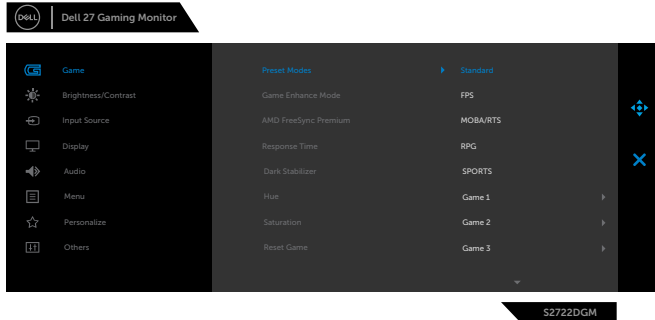 DELL Dell 27 Gaming Monitor
Game Preset Modes Standard
Brightness/Contrast Game Enhance Mode FPS
Input Source AMD FreeSync Premium MOBA/RTS
Display Response Time RPG
Audio Dark Stabilizer SPORTS
Menu Hue Game 1
Personalize Saturation Game 2
Others Reset Game Game 3
S2722DGM